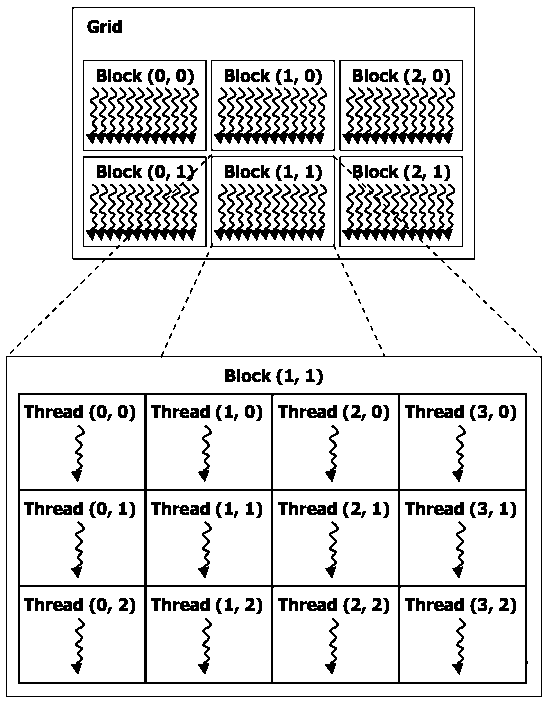 Grid
Block (0, 0) Block (1, 0) Block (2, 0)
Block (0, 1) Block (1, 1) Block (2, 1)
Block (1, 1)
Thread (0, 0) Thread (1, 0) Thread (2, 0) Thread (3, 0)
Thread (0, 1) Thread (1, 1) Thread (2, 1) Thread (3, 1)
Thread (0, 2) Thread (1, 2) Thread (2, 2) Thread (3, 2)